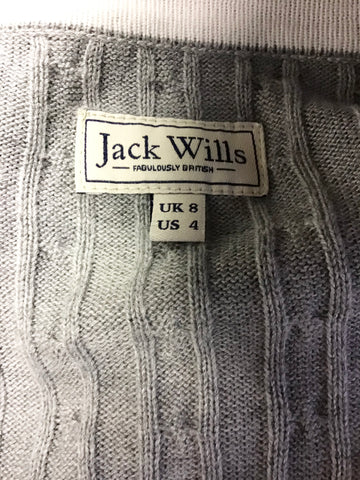 Jack Wills
FABULOUSLY BRITISH
UK 8
US 4